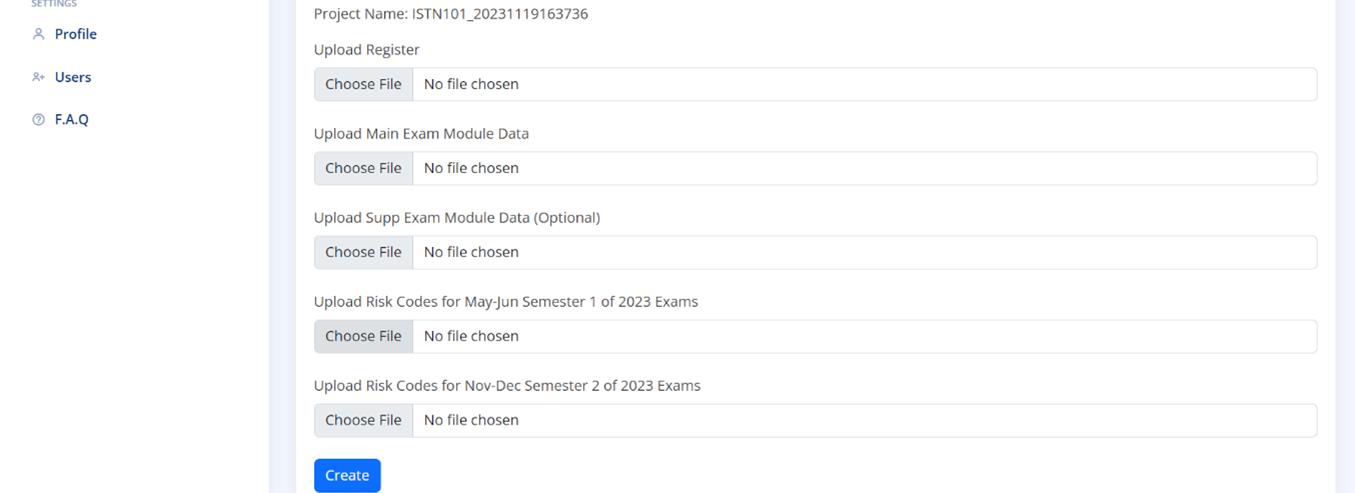 SETTINGS
Profile
Users
F.A.Q
Project Name: ISTN101_20231119163736
Upload Register
Choose File No file chosen
Upload Main Exam Module Data
Choose File No file chosen
Upload Supp Exam Module Data (Optional)
Choose File No file chosen
Upload Risk Codes for May-Jun Semester 1 of 2023 Exams
Choose File No file chosen
Upload Risk Codes for Nov-Dec Semester 2 of 2023 Exams
Choose File No file chosen
Create